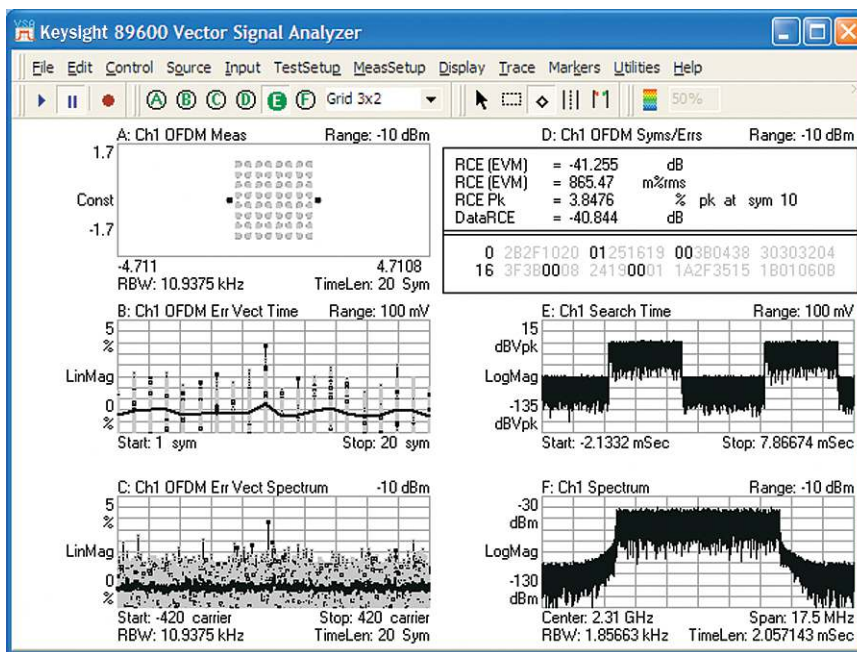 VSA
Keysight 89600 Vector Signal Analyzer
File Edit Control Source Input TestSetup MeasSetup Display Trace Markers Utilities Help
A B C D E F Grid 3x2 50%
A: Ch1 OFDM Meas Range: -10 dBm
1.7
Const
-1.7
-4.711 4.7108
RBW: 10.9375 kHz TimeLen: 20 Sym
D: Ch1 OFDM Syms/Errs Range: -10 dBm
RCE (EVM) = -41.255 dB
RCE (EVM) = 865.47 m%rms
RCE Pk = 3.8476 % pk at sym 10
DataRCE = -40.844 dB
0 2B2F1020 01251619 003B0438 30303204
16 3F3B0008 24190001 1A2F3515 1B01060B
B: Ch1 OFDM Err Vect Time Range: 100 mV
5
%
LinMag
0
%
Start: 1 sym Stop: 20 sym
E: Ch1 Search Time Range: 100 mV
15
dBVpk
LogMag
-135
dBVpk
Start: -2.1332 mSec Stop: 7.86674 mSec
C: Ch1 OFDM Err Vect Spectrum -10 dBm
5
%
LinMag
0
%
Start: -420 carrier Stop: 420 carrier
RBW: 10.9375 kHz TimeLen: 20 Sym
F: Ch1 Spectrum Range: -10 dBm
-30
dBm
LogMag
-130
dBm
Center: 2.31 GHz Span: 17.5 MHz
RBW: 1.85663 kHz TimeLen: 2.057143 mSec